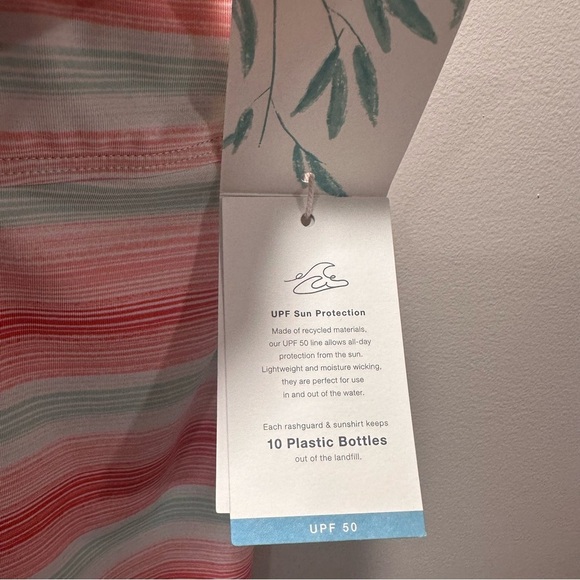 UPF Sun Protection
Made of recycled materials,
our UPF 50 line allows all-day
protection from the sun.
Lightweight and moisture wicking,
they are perfect for use
in and out of the water.
Each rashguard & sunshirt keeps
10 Plastic Bottles
out of the landfill.
UPF 50